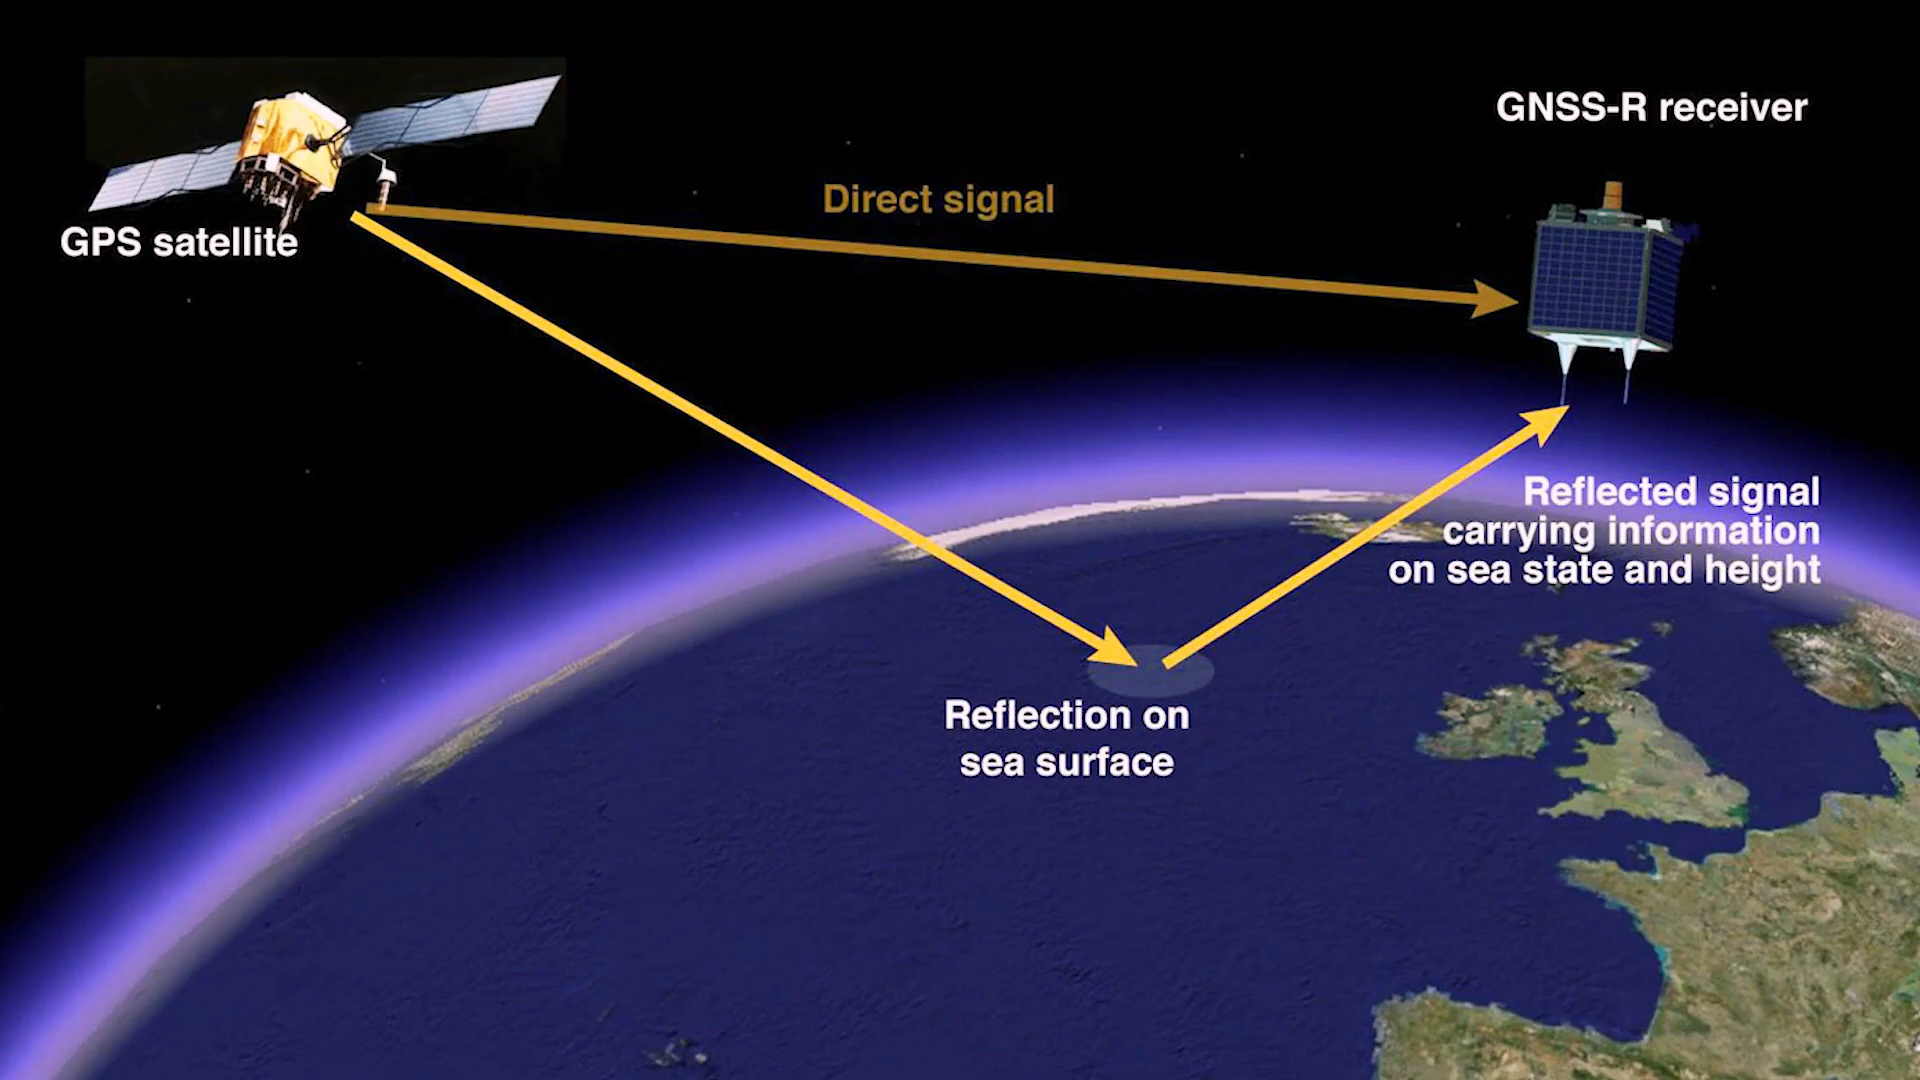 GNSS-R receiver
Direct signal
GPS satellite
Reflected signal
carrying information
on sea state and height
Reflection on
sea surface